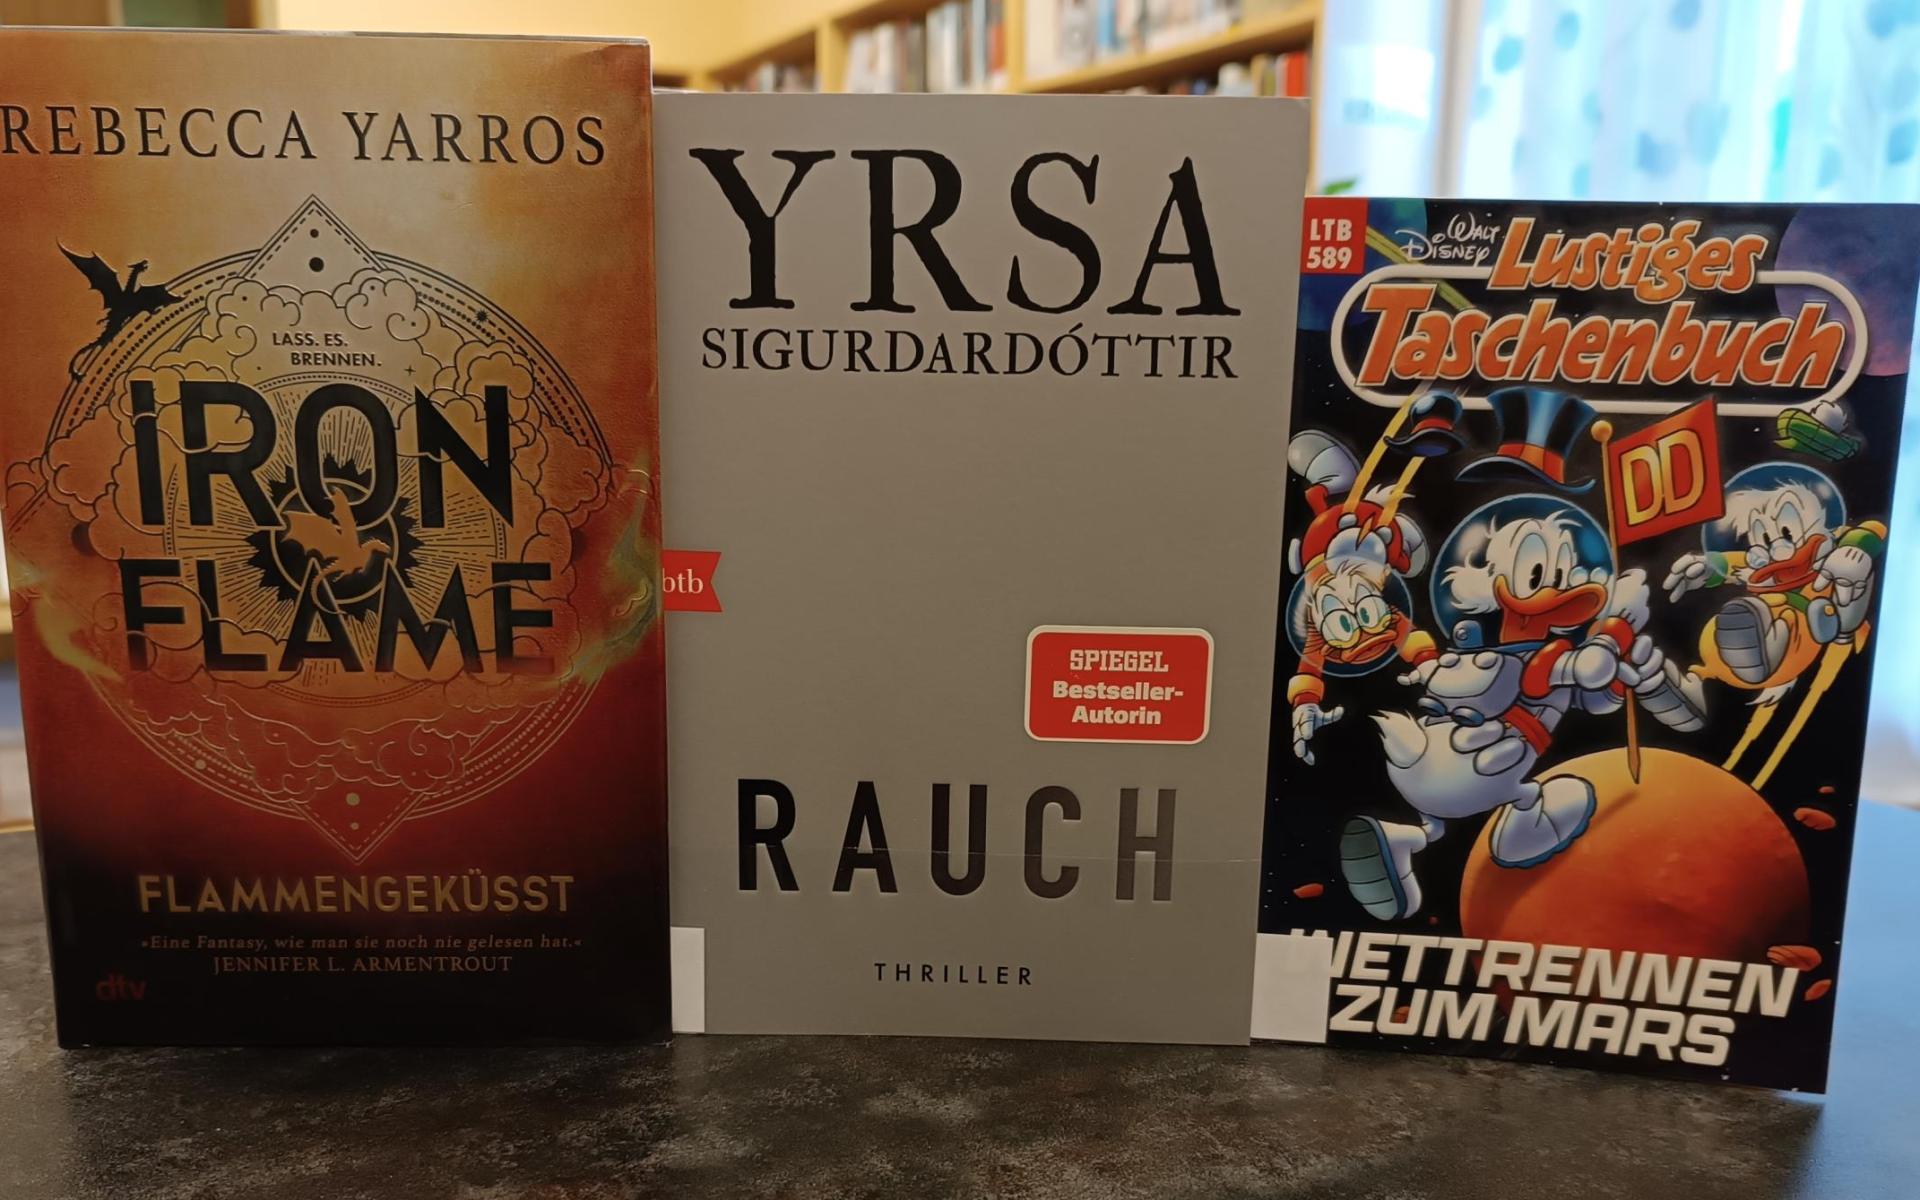 REBECCA YARROS
LASS. ES.
BRENNEN.
IRON
FLAME
FLAMMENGEKÜSST
»Eine Fantasy, wie man sie noch nie gelesen hat.«
JENNIFER L. ARMENTROUT
dtv
YRSA
SIGURDARDÓTTIR
btb
SPIEGEL
Bestseller-
Autorin
RAUCH
THRILLER
LTB
589
WALT
DISNEY
Lustiges
Taschenbuch
DD
WETTRENNEN
ZUM MARS